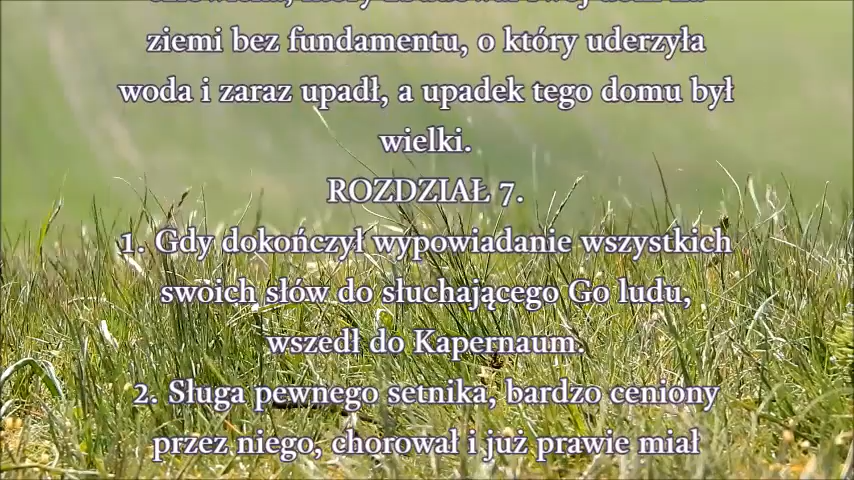 ziemi bez fundamentu, o który uderzyła
woda i zaraz upadł, a upadek tego domu był
wielki.
ROZDZIAŁ 7.
1. Gdy dokończył wypowiadanie wszystkich
swoich słów do słuchającego Go ludu,
wszedł do Kapernaum.
2. Sługa pewnego setnika, bardzo ceniony
przez niego, chorował i już prawie miał